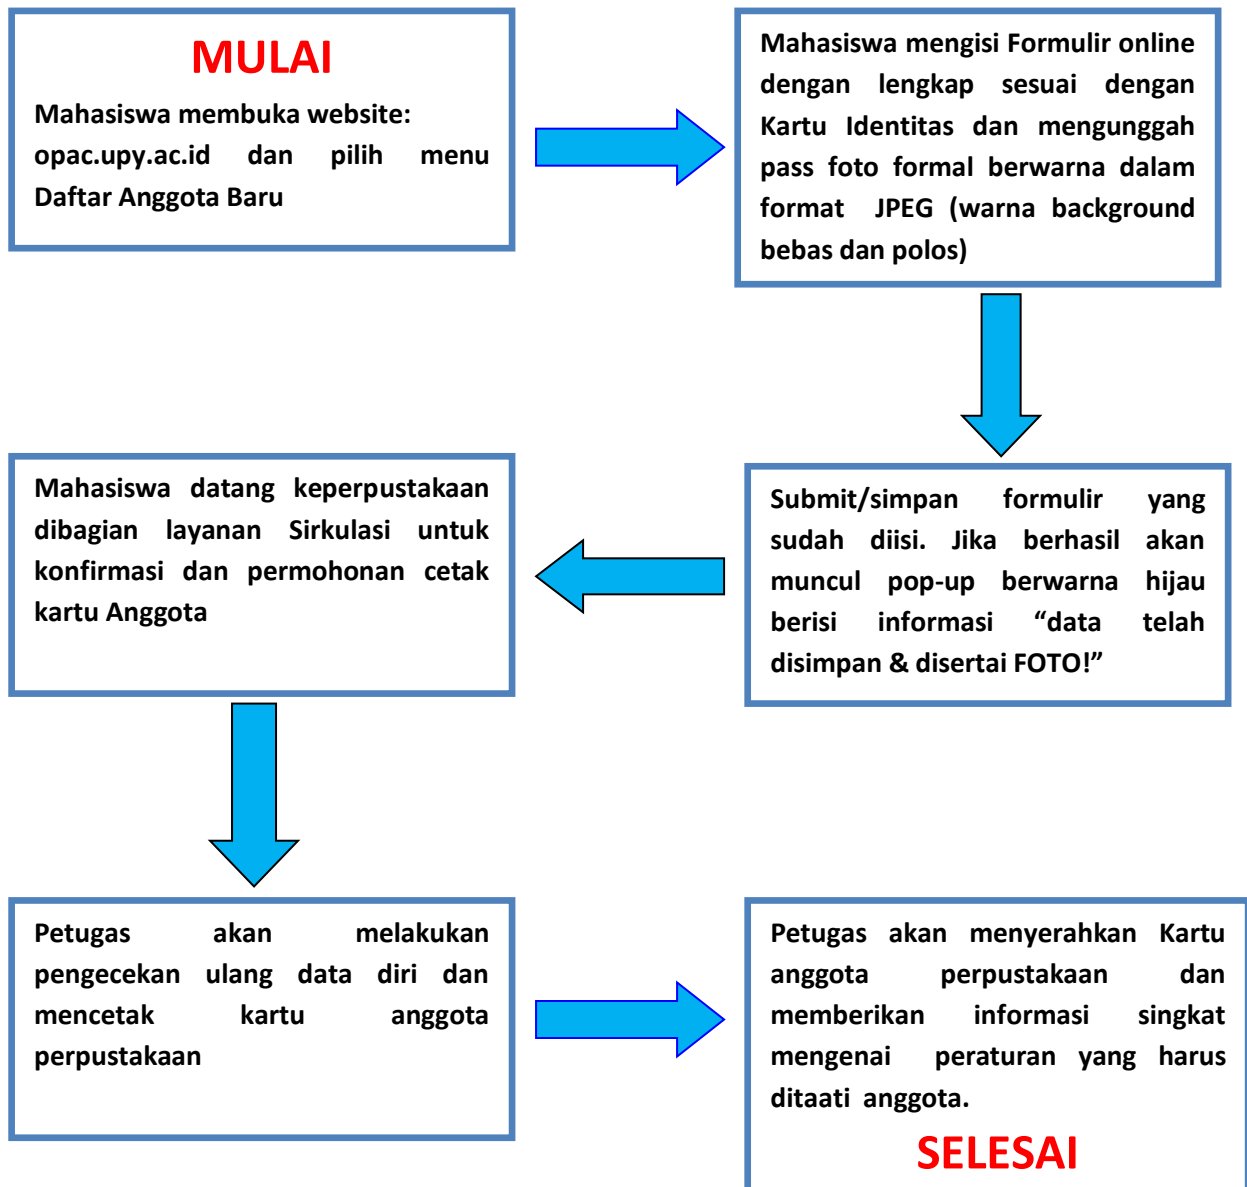 MULAI
Mahasiswa membuka website:
opac.upy.ac.id dan pilih menu
Daftar Anggota Baru
Mahasiswa mengisi Formulir online
dengan lengkap sesuai dengan
Kartu Identitas dan mengunggah
pass foto formal berwarna dalam
format JPEG (warna background
bebas dan polos)
Submit/simpan formulir yang
sudah diisi. Jika berhasil akan
muncul pop-up berwarna hijau
berisi informasi “data telah
disimpan & disertai FOTO!”
Mahasiswa datang keperpustakaan
dibagian layanan Sirkulasi untuk
konfirmasi dan permohonan cetak
kartu Anggota
Petugas akan melakukan
pengecekan ulang data diri dan
mencetak kartu anggota
perpustakaan
Petugas akan menyerahkan Kartu
anggota perpustakaan dan
memberikan informasi singkat
mengenai peraturan yang harus
ditaati anggota.
SELESAI